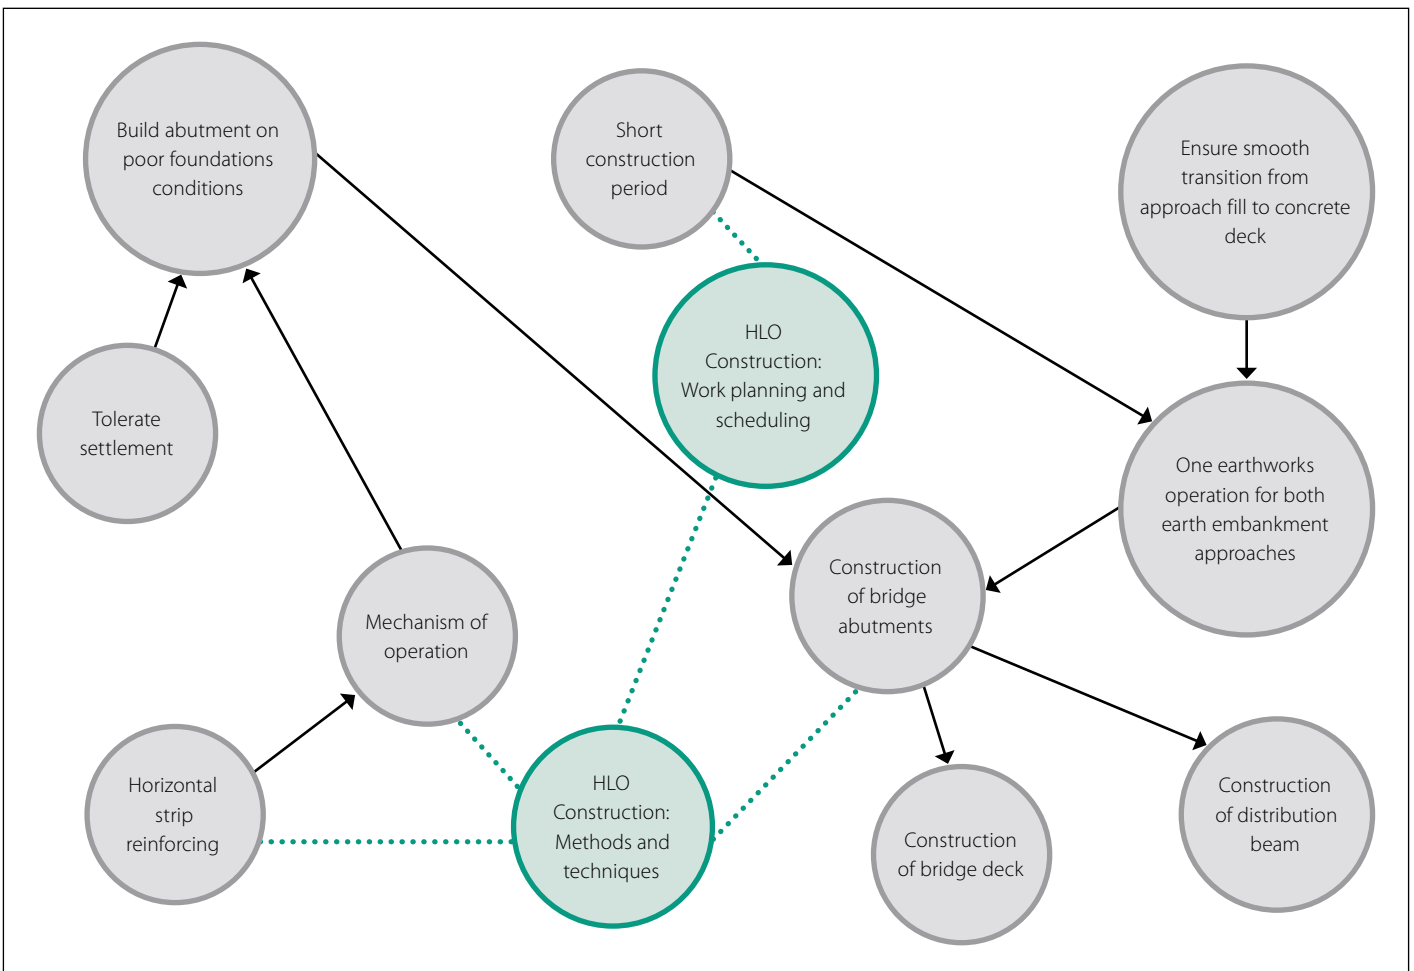 Build abutment on
poor foundations
conditions
Short
construction
period
Ensure smooth
transition from
approach fill to concrete
deck
HLO
Construction:
Work planning and
scheduling
Tolerate
settlement
One earthworks
operation for both
earth embankment
approaches
Construction
of bridge
abutments
Mechanism of
operation
Horizontal
strip
reinforcing
HLO
Construction:
Methods and
techniques
Construction
of bridge deck
Construction
of distribution
beam